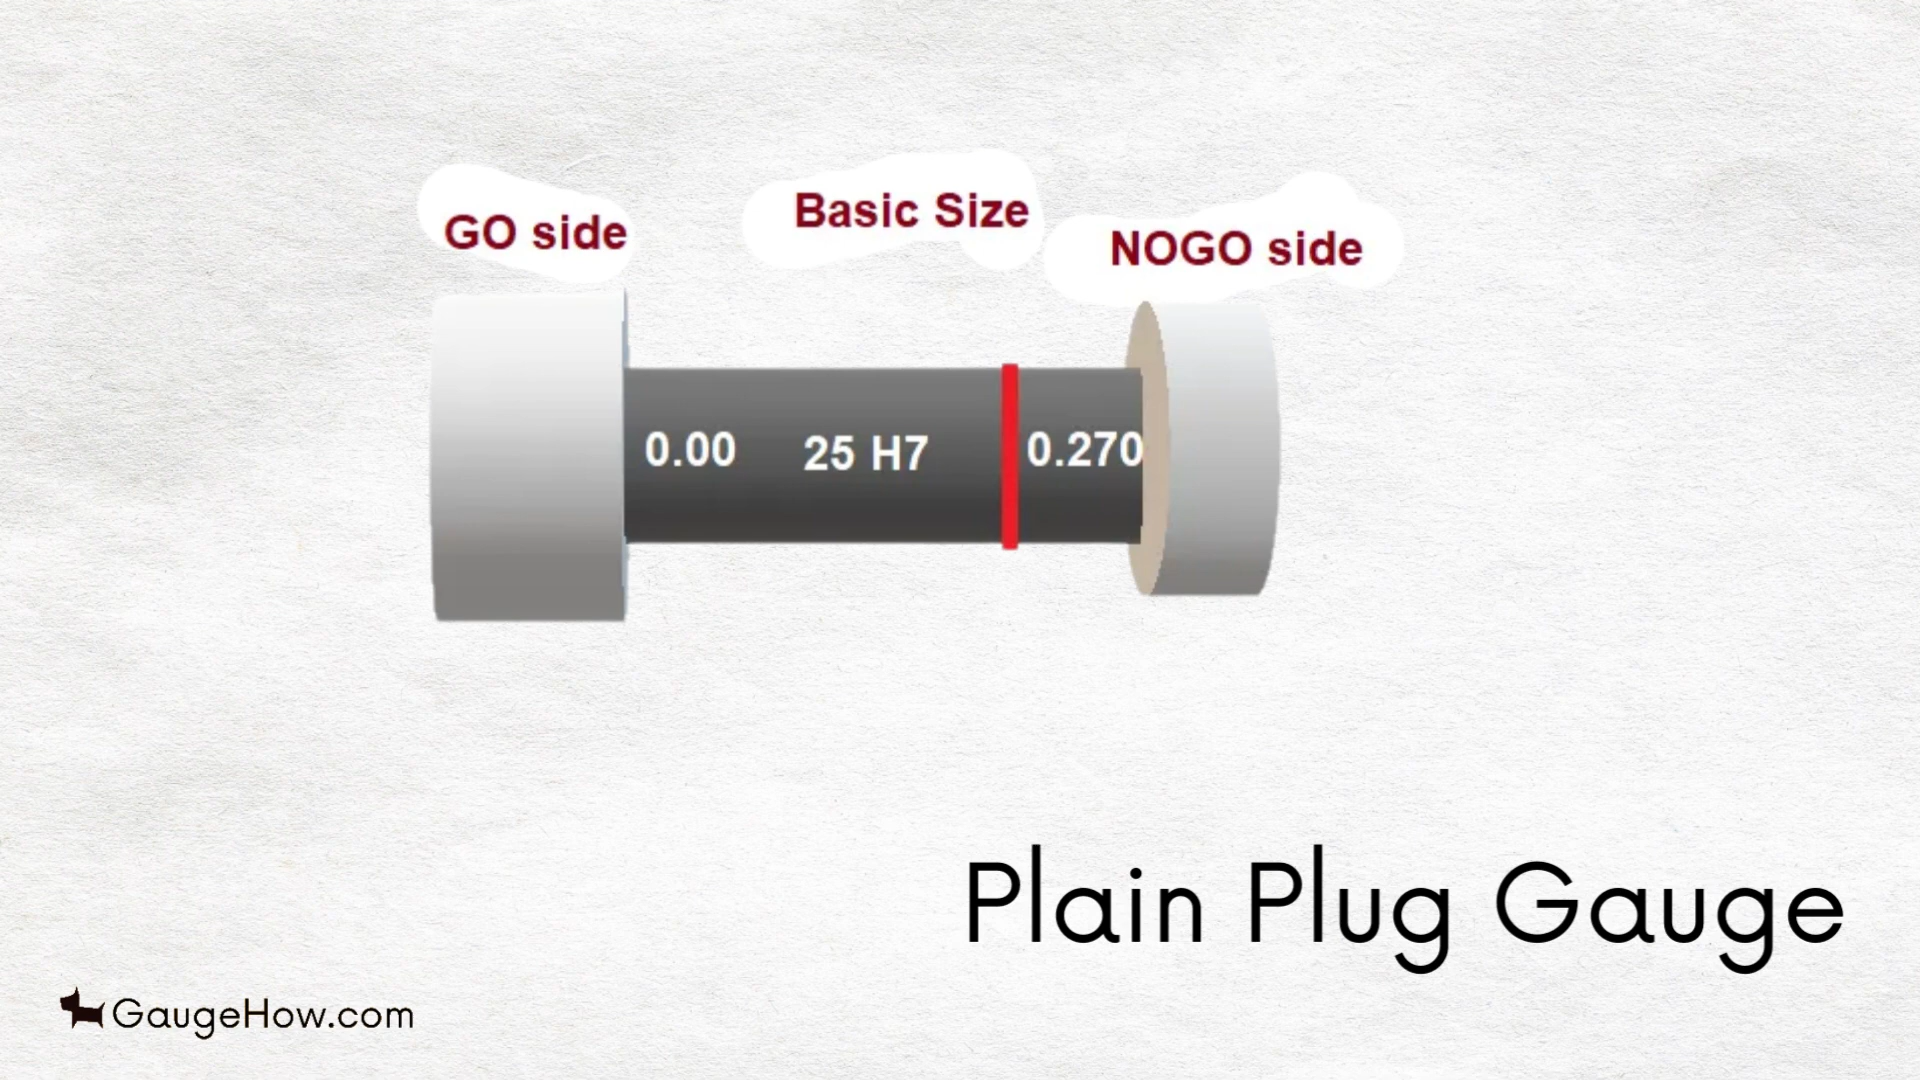 GO side
Basic Size
NOGO side
0.00 25 H7 0.270
Plain Plug Gauge
GaugeHow.com